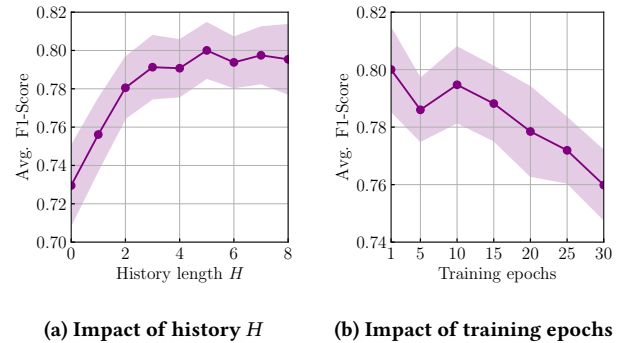 0.82
0.80
0.78
0.76
0.74
0.72
0.70
Avg. F1-Score
0 2 4 6 8
History length H
0.82
0.80
0.78
0.76
0.74
Avg. F1-Score
1 5 10 15 20 25 30
Training epochs
(a) Impact of history H
(b) Impact of training epochs